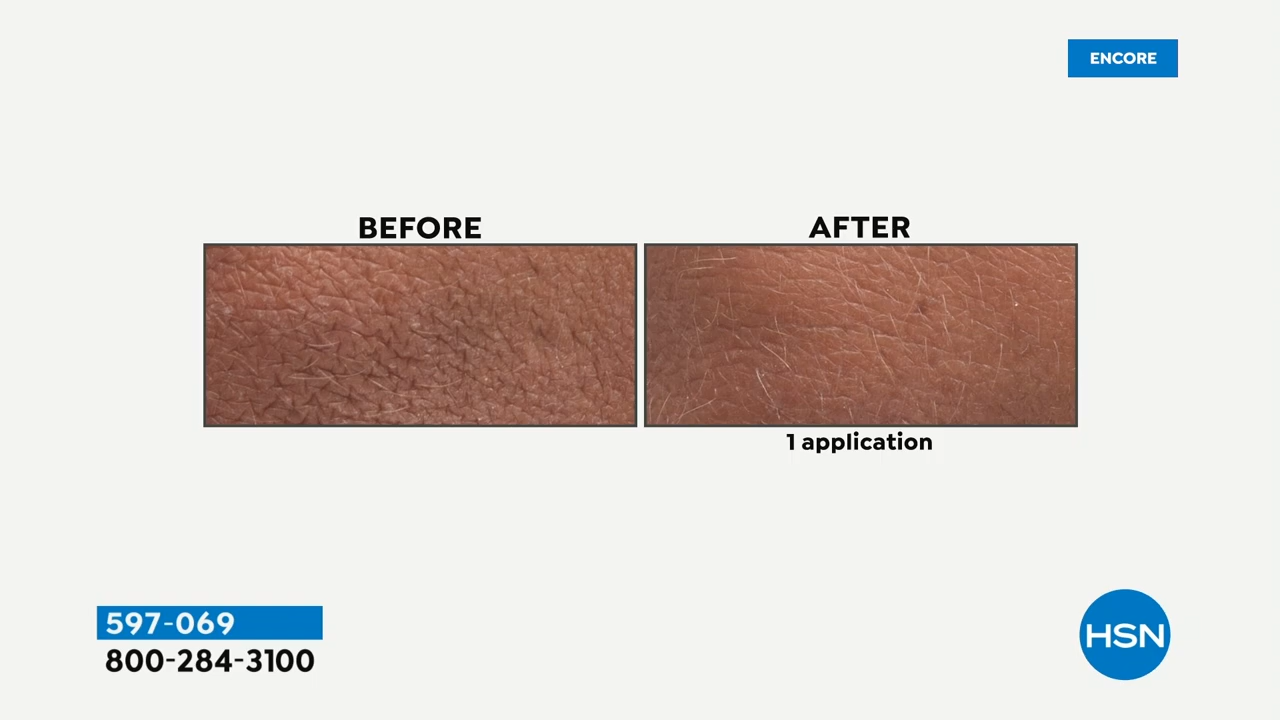 ENCORE
BEFORE
AFTER
1 application
597-069
800-284-3100
HSN